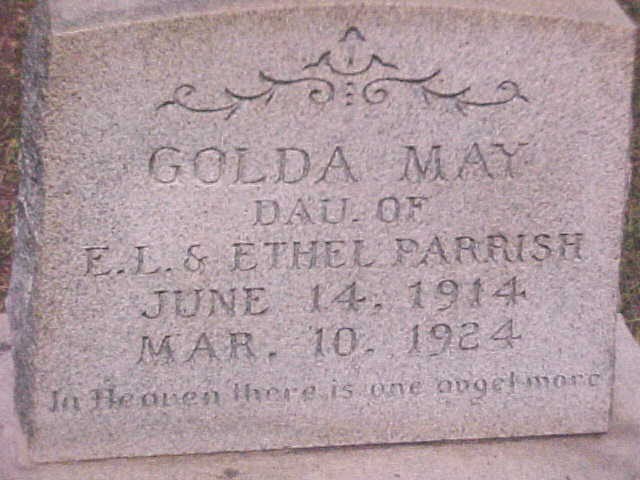 GOLDA MAY
DAU. OF
E.L. & ETHEL PARRISH
JUNE 14, 1914
MAR. 10. 1924
In Heaven there is one angel more